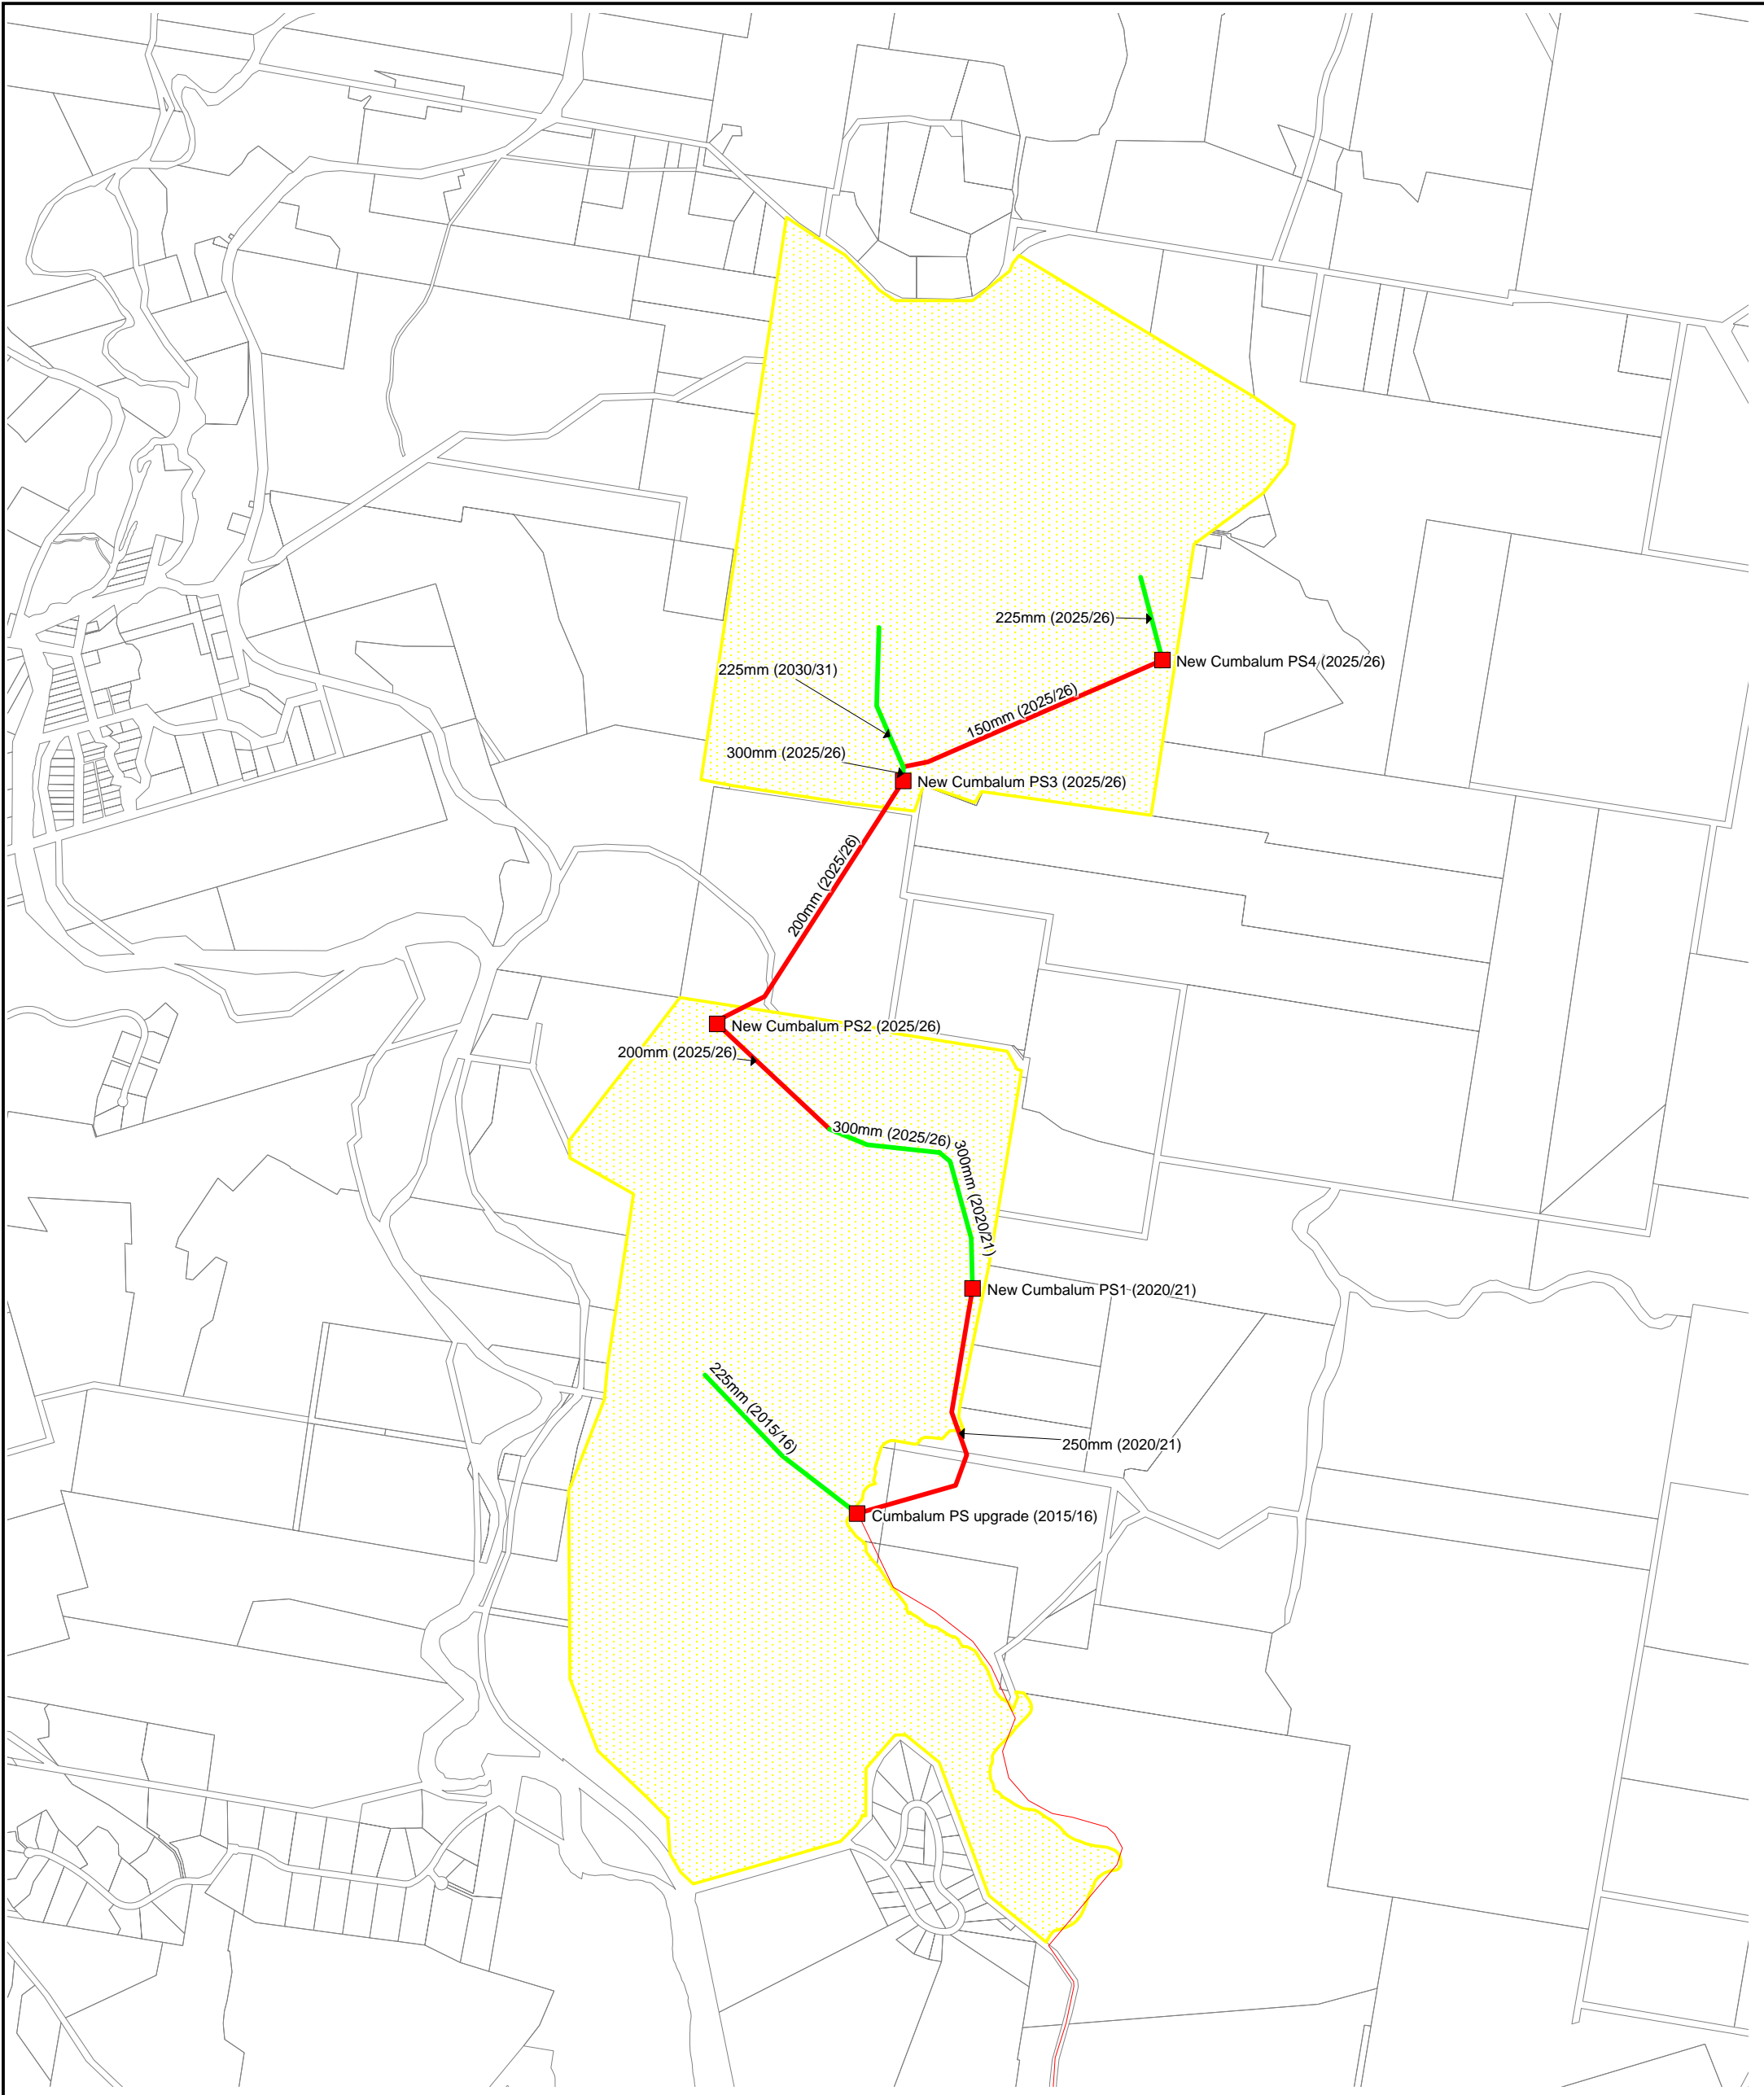 225mm (2025/26)
New Cumbalum PS4 (2025/26)
225mm (2030/31)
150mm (2025/26)
300mm (2025/26)
New Cumbalum PS3 (2025/26)
200mm (2025/26)
New Cumbalum PS2 (2025/26)
200mm (2025/26)
300mm (2025/26)
300mm (2020/21)
New Cumbalum PS1 (2020/21)
225mm (2015/16)
250mm (2020/21)
Cumbalum PS upgrade (2015/16)